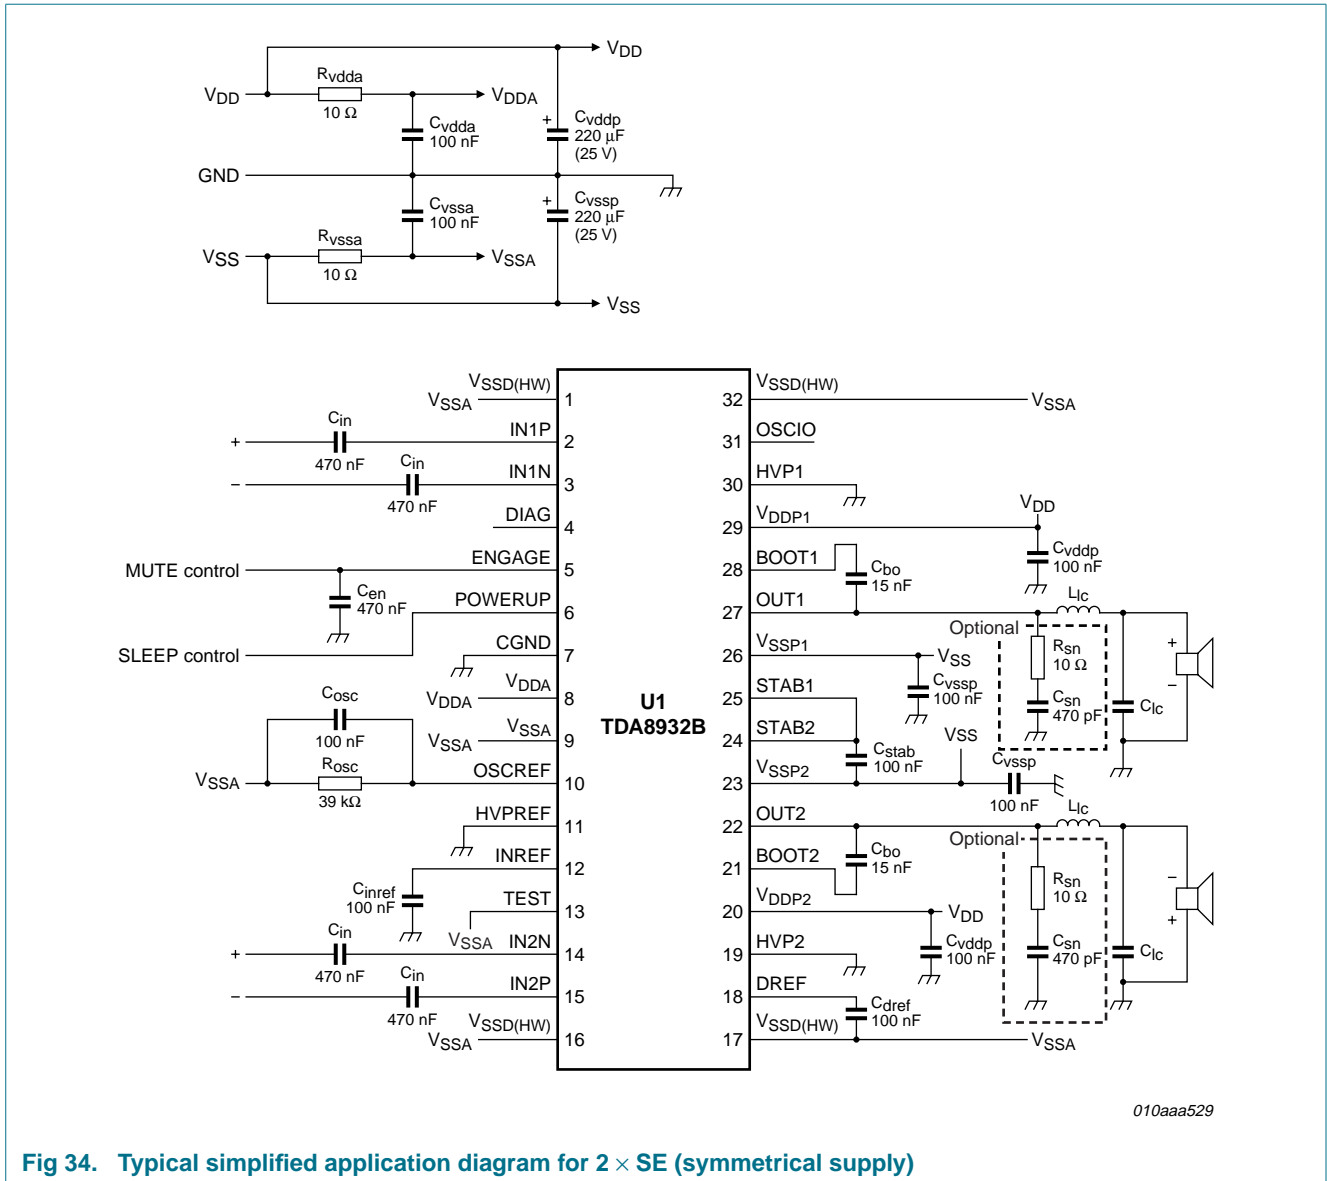 VDD
Rvdda
VDD
VDDA
10 Ω
Cvdda
100 nF
+
Cvddp
220 μF
(25 V)
GND
Cvssa
100 nF
+
Cvssp
220 μF
(25 V)
Rvssa
VSS
VSSA
10 Ω
VSS
VSSD(HW)
VSSA
1
Cin
+
470 nF
IN1P
2
Cin
−
470 nF
IN1N
3
DIAG
4
MUTE control
ENGAGE
5
Cen
470 nF
POWERUP
6
SLEEP control
CGND
7
VDDA
VDDA
8
Cosc
100 nF
VSSA
VSSA
9
VSSA
Rosc
39 kΩ
OSCREF
10
HVPREF
11
INREF
12
Cinref
100 nF
TEST
13
VSSA
Cin
+
470 nF
IN2N
14
Cin
−
470 nF
IN2P
15
VSSD(HW)
VSSA
16
U1
TDA8932B
32
VSSD(HW)
VSSA
31
OSCIO
30
HVP1
29
VDDP1
VDD
Cvddp
100 nF
28
BOOT1
Cbo
15 nF
27
OUT1
Llc
Optional
Rsn
10 Ω
Csn
470 pF
Clc
+
−
26
VSSP1
VSS
Cvssp
100 nF
25
STAB1
24
STAB2
Cstab
100 nF
VSS
23
VSSP2
Cvssp
100 nF
22
OUT2
Llc
Optional
Rsn
10 Ω
Csn
470 pF
Clc
−
+
Cbo
15 nF
21
BOOT2
20
VDDP2
VDD
Cvddp
100 nF
19
HVP2
18
DREF
Cdref
100 nF
17
VSSD(HW)
VSSA
010aaa529
Fig 34. Typical simplified application diagram for 2 × SE (symmetrical supply)